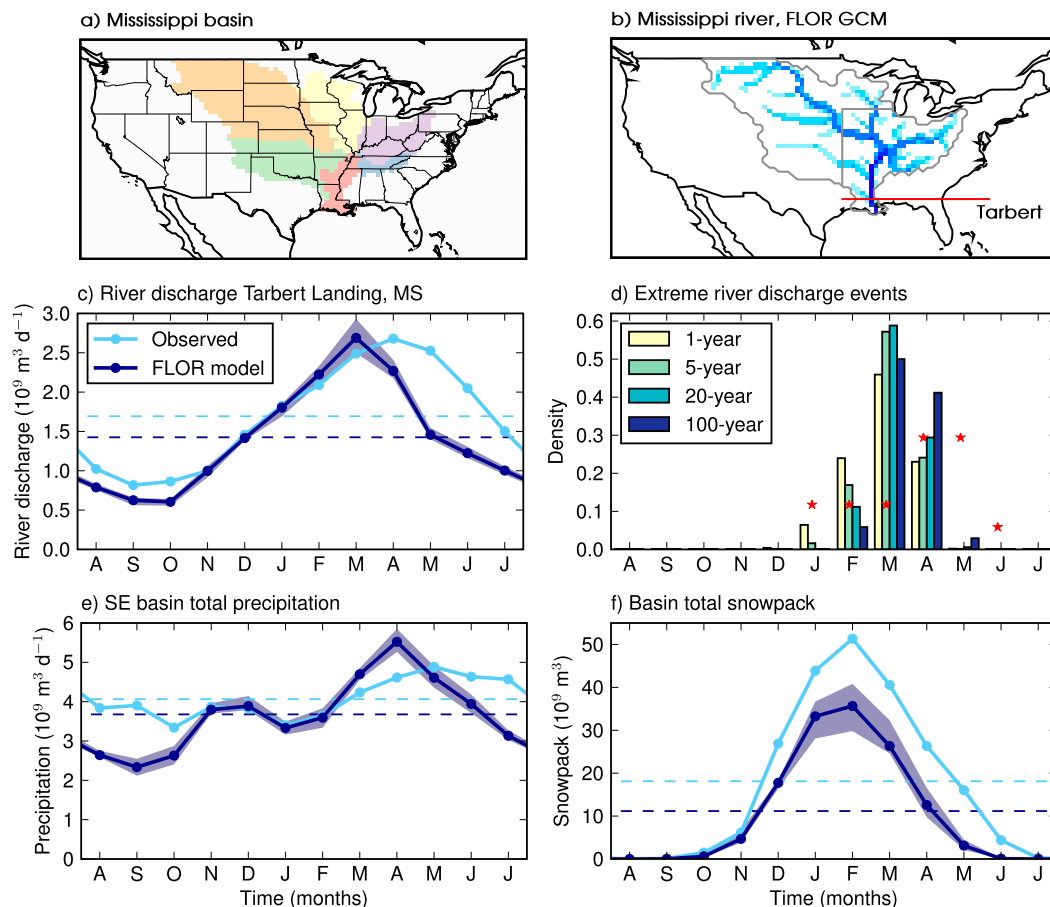 a) Mississippi basin
b) Mississippi river, FLOR GCM
Tarbert
c) River discharge Tarbert Landing, MS
River discharge (10⁹ m³ d⁻¹)
3.0
2.5
2.0
1.5
1.0
0.5
0.0
Observed
FLOR model
A S O N D J F M A M J J
d) Extreme river discharge events
Density
0.6
0.5
0.4
0.3
0.2
0.1
0.0
1-year
5-year
20-year
100-year
A S O N D J F M A M J J
e) SE basin total precipitation
Precipitation (10⁹ m³ d⁻¹)
6
5
4
3
2
1
0
A S O N D J F M A M J J
Time (months)
f) Basin total snowpack
Snowpack (10⁹ m³)
50
40
30
20
10
0
A S O N D J F M A M J J
Time (months)